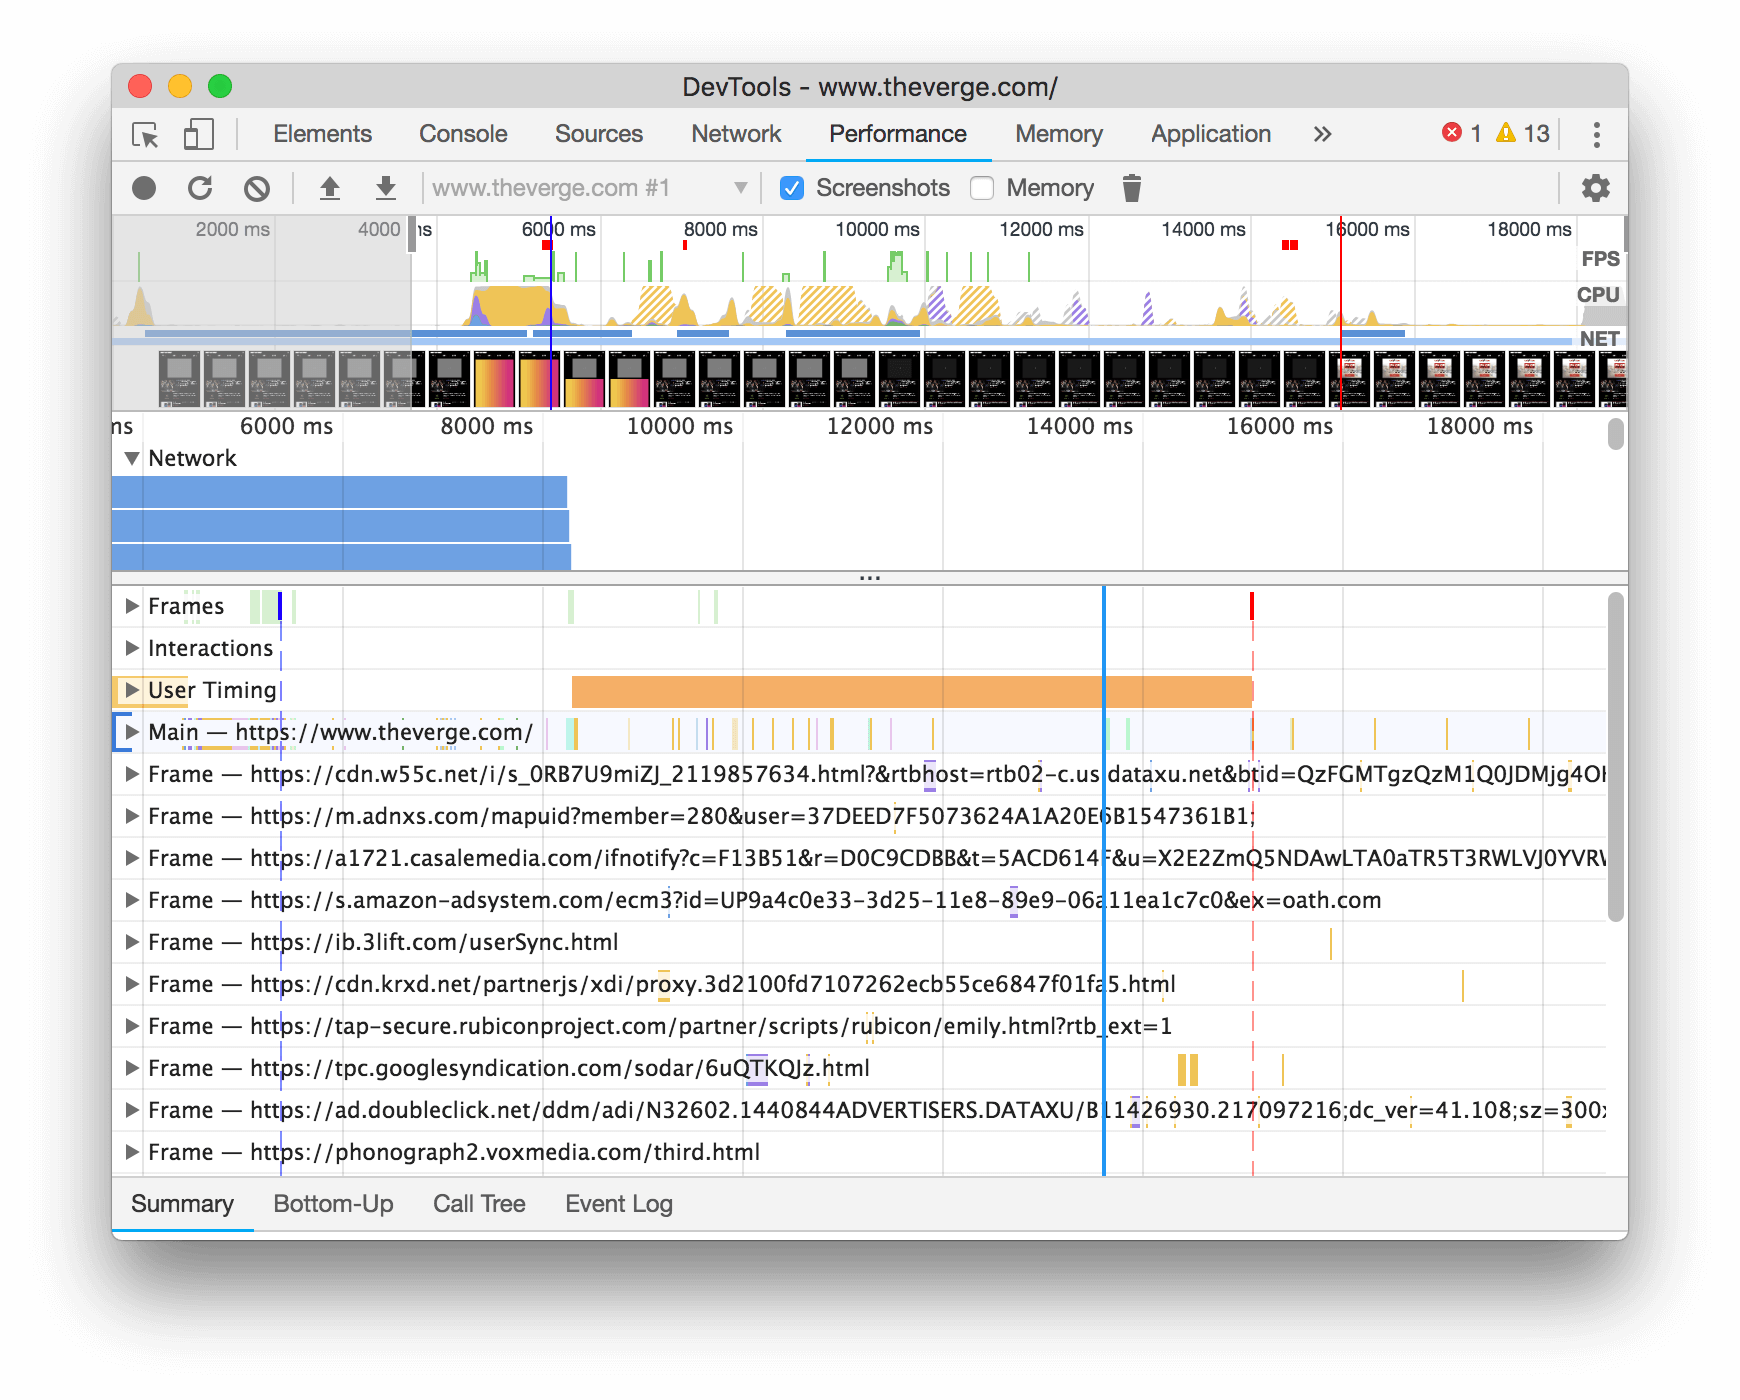 DevTools - www.theverge.com/
Elements Console Sources Network Performance Memory Application » 1 13
www.theverge.com #1 Screenshots Memory
2000 ms 4000 ms 6000 ms 8000 ms 10000 ms 12000 ms 14000 ms 16000 ms 18000 ms
FPS
CPU
NET
ms 6000 ms 8000 ms 10000 ms 12000 ms 14000 ms 16000 ms 18000 ms
Network
...
Frames
Interactions
User Timing
Main — https://www.theverge.com/
Frame — https://cdn.w55c.net/i/s_0RB7U9miZJ_2119857634.html?&rtbhost=rtb02-c.us.dataxu.net&btid=QzFGMTgzQzM1Q0JDMjg4OH
Frame — https://m.adnxs.com/mapuid?member=280&user=37DEED7F5073624A1A20E6B1547361B1;
Frame — https://a1721.casalemedia.com/ifnotify?c=F13B51&r=D0C9CDBB&t=5ACD614F&u=X2E2ZmQ5NDAwLTA0aTR5T3RWLVJ0YVRW
Frame — https://s.amazon-adsystem.com/ecm3?id=UP9a4c0e33-3d25-11e8-89e9-06a11ea1c7c0&ex=oath.com
Frame — https://ib.3lift.com/userSync.html
Frame — https://cdn.krxd.net/partnerjs/xdi/proxy.3d2100fd7107262ecb55ce6847f01fa5.html
Frame — https://tap-secure.rubiconproject.com/partner/scripts/rubicon/emily.html?rtb_ext=1
Frame — https://tpc.googlesyndication.com/sodar/6uQTKQJz.html
Frame — https://ad.doubleclick.net/ddm/adi/N32602.1440844ADVERTISERS.DATAXU/B11426930.217097216;dc_ver=41.108;sz=300x
Frame — https://phonograph2.voxmedia.com/third.html
Summary Bottom-Up Call Tree Event Log